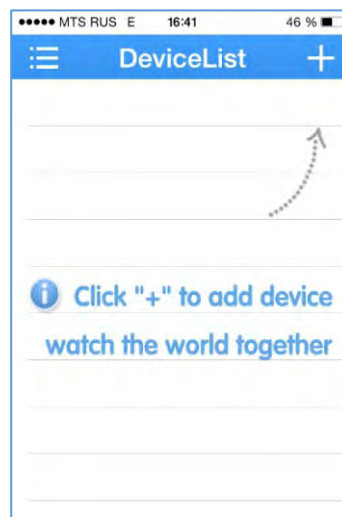 MTS RUS E 16:41 46 %
DeviceList +
Click "+" to add device
watch the world together